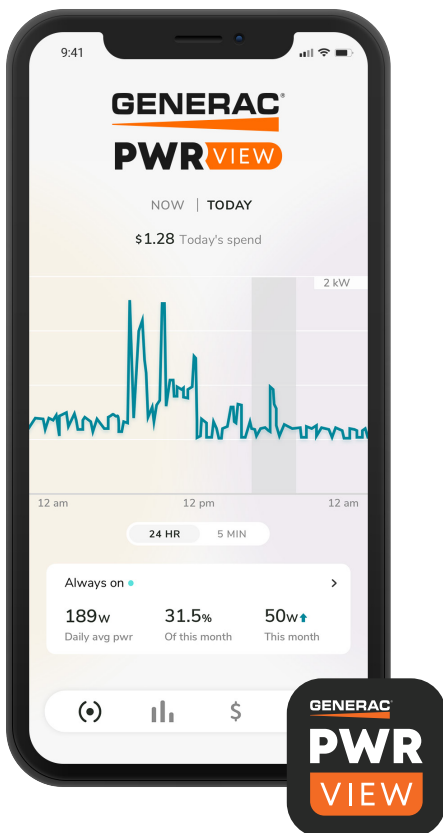 9:41
GENERAC®
PWR VIEW
NOW | TODAY
$1.28 Today's spend
2 kW
12 am 12 pm 12 am
24 HR 5 MIN
Always on
189w 31.5% 50w
Daily avg pwr Of this month This month
$
GENERAC
PWR
VIEW